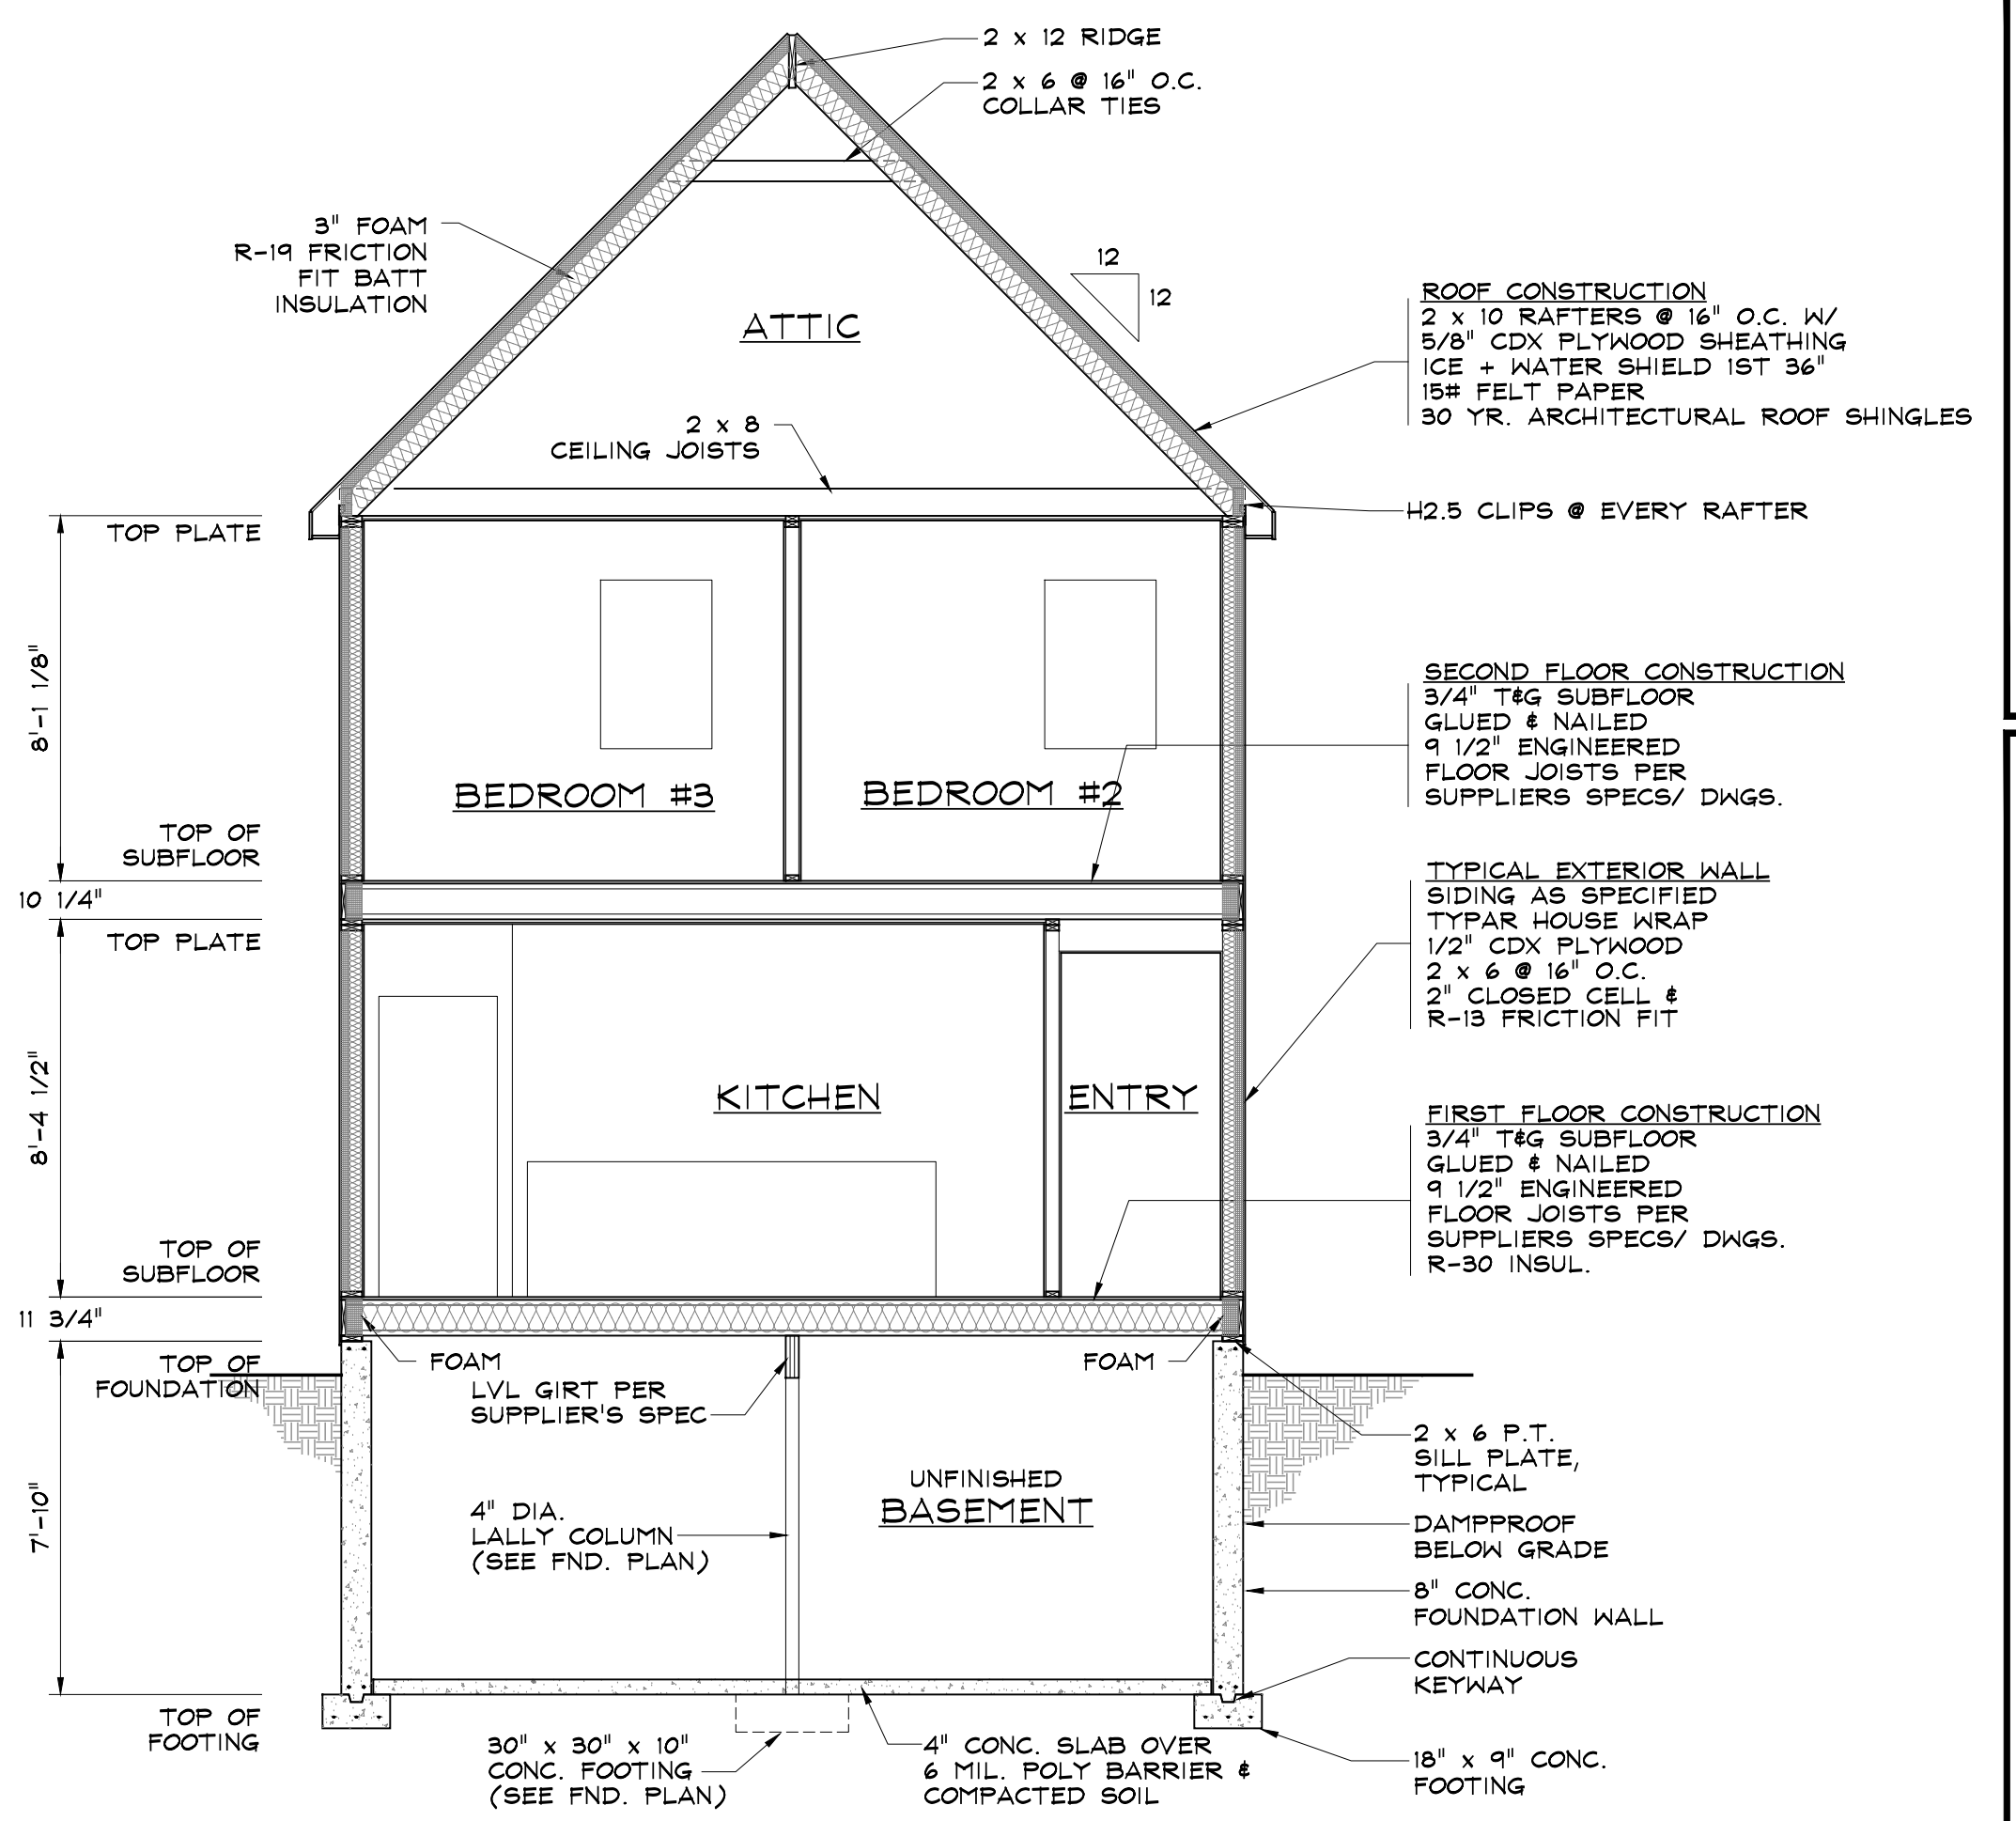 2 x 12 RIDGE
2 x 6 @ 16" O.C.
COLLAR TIES
3" FOAM
R-19 FRICTION
FIT BATT
INSULATION
12
12
ATTIC
ROOF CONSTRUCTION
2 x 10 RAFTERS @ 16" O.C. W/
5/8" CDX PLYWOOD SHEATHING
ICE + WATER SHIELD 1ST 36"
15# FELT PAPER
30 YR. ARCHITECTURAL ROOF SHINGLES
2 x 8
CEILING JOISTS
H2.5 CLIPS @ EVERY RAFTER
TOP PLATE
8'-1 1/8"
SECOND FLOOR CONSTRUCTION
3/4" T&G SUBFLOOR
GLUED & NAILED
9 1/2" ENGINEERED
FLOOR JOISTS PER
SUPPLIERS SPECS/ DWGS.
BEDROOM #3
BEDROOM #2
TOP OF
SUBFLOOR
10 1/4"
TOP PLATE
TYPICAL EXTERIOR WALL
SIDING AS SPECIFIED
TYPAR HOUSE WRAP
1/2" CDX PLYWOOD
2 x 6 @ 16" O.C.
2" CLOSED CELL &
R-13 FRICTION FIT
8'-4 1/2"
KITCHEN
ENTRY
FIRST FLOOR CONSTRUCTION
3/4" T&G SUBFLOOR
GLUED & NAILED
9 1/2" ENGINEERED
FLOOR JOISTS PER
SUPPLIERS SPECS/ DWGS.
R-30 INSUL.
TOP OF
SUBFLOOR
11 3/4"
TOP OF
FOUNDATION
FOAM
FOAM
LVL GIRT PER
SUPPLIER'S SPEC
2 x 6 P.T.
SILL PLATE,
TYPICAL
UNFINISHED
BASEMENT
4" DIA.
LALLY COLUMN
(SEE FND. PLAN)
7'-10"
DAMPPROOF
BELOW GRADE
8" CONC.
FOUNDATION WALL
CONTINUOUS
KEYWAY
TOP OF
FOOTING
30" x 30" x 10"
CONC. FOOTING
(SEE FND. PLAN)
4" CONC. SLAB OVER
6 MIL. POLY BARRIER &
COMPACTED SOIL
18" x 9" CONC.
FOOTING